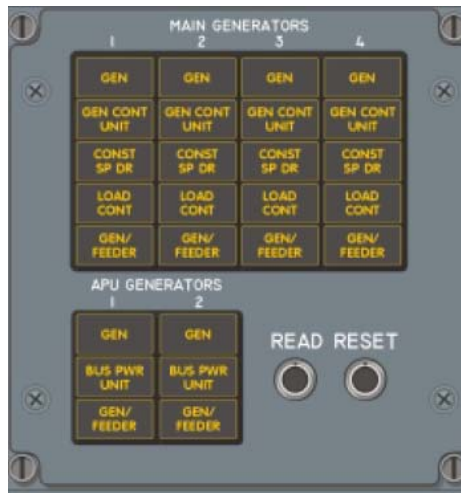 MAIN GENERATORS
1 2 3 4
GEN GEN GEN GEN
GEN CONT GEN CONT GEN CONT GEN CONT
UNIT UNIT UNIT UNIT
CONST CONST CONST CONST
SP DR SP DR SP DR SP DR
LOAD LOAD LOAD LOAD
CONT CONT CONT CONT
GEN/ GEN/ GEN/ GEN/
FEEDER FEEDER FEEDER FEEDER
APU GENERATORS
1 2
GEN GEN
READ RESET
BUS PWR BUS PWR
UNIT UNIT
GEN/ GEN/
FEEDER FEEDER